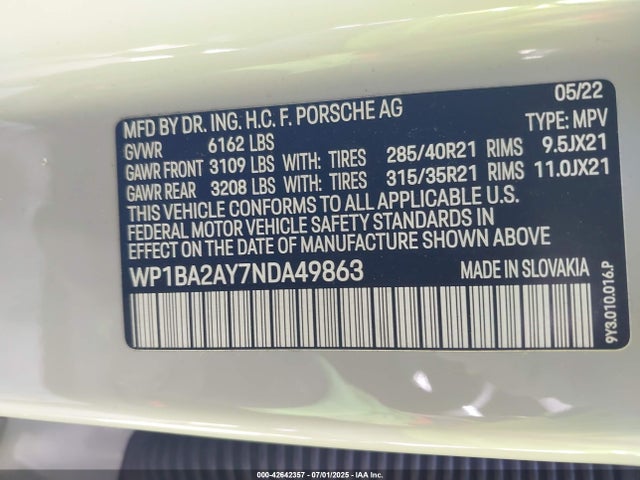 05/22
MFD BY DR. ING. H.C. F. PORSCHE AG
GVWR 6162 LBS TYPE: MPV
GAWR FRONT 3109 LBS WITH: TIRES 285/40R21 RIMS 9.5JX21
GAWR REAR 3208 LBS WITH: TIRES 315/35R21 RIMS 11.0JX21
THIS VEHICLE CONFORMS TO ALL APPLICABLE U.S.
FEDERAL MOTOR VEHICLE SAFETY STANDARDS IN
EFFECT ON THE DATE OF MANUFACTURE SHOWN ABOVE
WP1BA2AY7NDA49863 MADE IN SLOVAKIA
9Y3.010.016.P
000-42642357 - 07/01/2025 - IAA Inc.